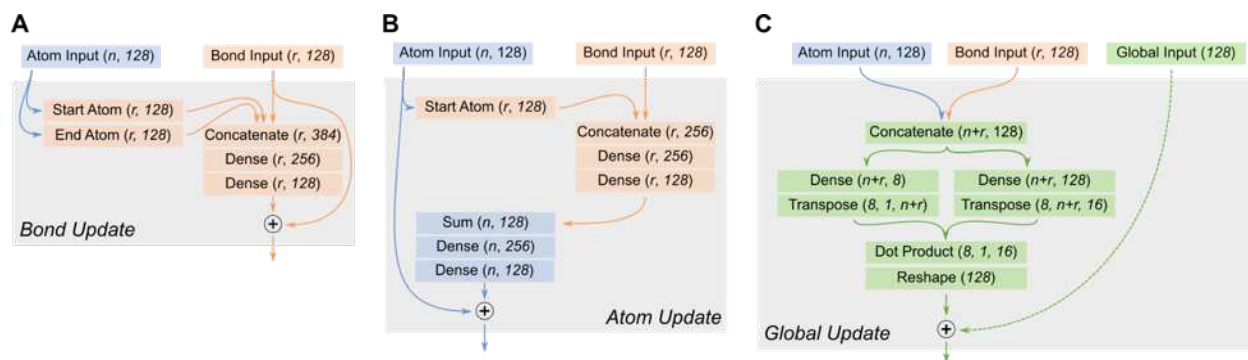 A
Atom Input (n, 128)
Bond Input (r, 128)
Start Atom (r, 128)
End Atom (r, 128)
Concatenate (r, 384)
Dense (r, 256)
Dense (r, 128)
+
Bond Update
B
Atom Input (n, 128)
Bond Input (r, 128)
Start Atom (r, 128)
Concatenate (r, 256)
Dense (r, 256)
Dense (r, 128)
Sum (n, 128)
Dense (n, 256)
Dense (n, 128)
+
Atom Update
C
Atom Input (n, 128)
Bond Input (r, 128)
Global Input (128)
Concatenate (n+r, 128)
Dense (n+r, 8)
Dense (n+r, 128)
Transpose (8, 1, n+r)
Transpose (8, n+r, 16)
Dot Product (8, 1, 16)
Reshape (128)
+
Global Update